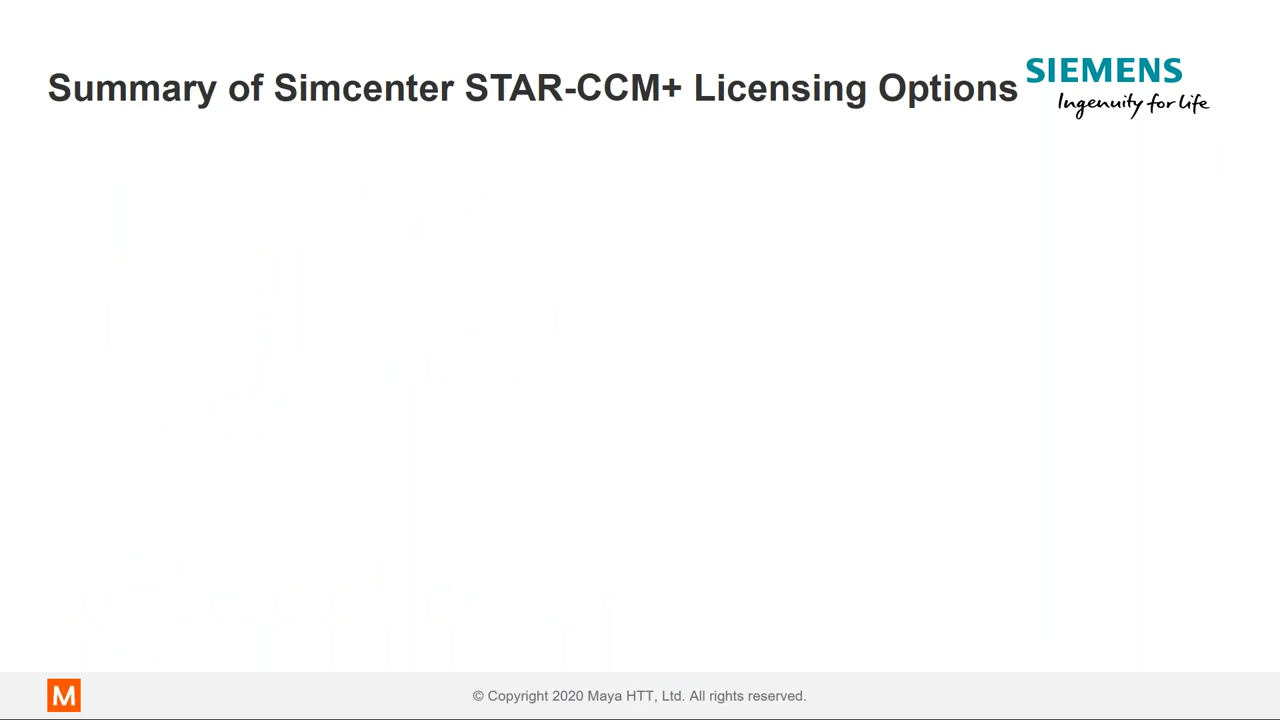 Summary of Simcenter STAR-CCM+ Licensing Options
SIEMENS
Ingenuity for life
M
© Copyright 2020 Maya HTT, Ltd. All rights reserved.